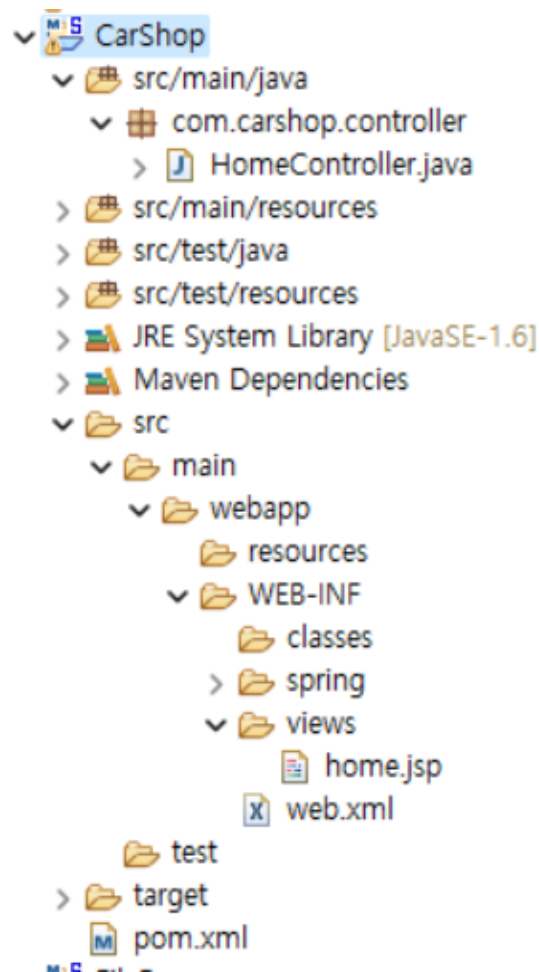 CarShop
src/main/java
com.carshop.controller
HomeController.java
src/main/resources
src/test/java
src/test/resources
JRE System Library [JavaSE-1.6]
Maven Dependencies
src
main
webapp
resources
WEB-INF
classes
spring
views
home.jsp
web.xml
test
target
pom.xml